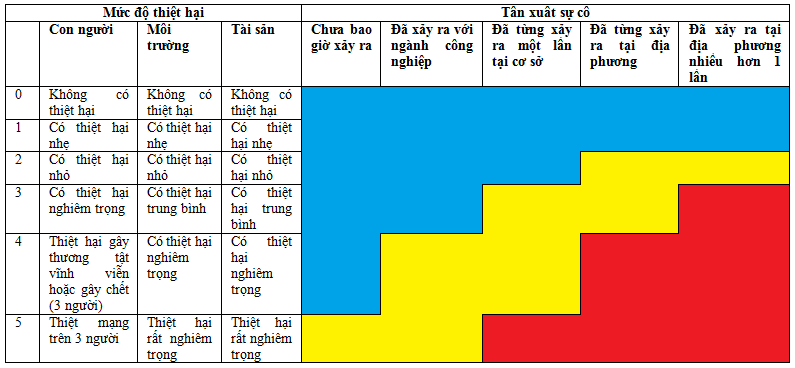 Mức độ thiệt hại
Tần xuất sự cố
Con người
Môi
trường
Tài sản
Chưa bao
giờ xảy ra
Đã xảy ra với
ngành công
nghiệp
Đã từng xảy
ra một lần
tại cơ sở
Đã từng xảy
ra tại địa
phương
Đã xảy ra tại
địa phương
nhiều hơn 1
lần
0
Không có
thiệt hại
Không có
thiệt hại
Không có
thiệt hại
1
Có thiệt hại
nhẹ
Có thiệt hại
nhẹ
Có thiệt
hại nhẹ
2
Có thiệt hại
nhỏ
Có thiệt hại
nhỏ
Có thiệt
hại nhỏ
3
Có thiệt hại
nghiêm trọng
Có thiệt hại
trung bình
Có thiệt
hại trung
bình
4
Thiệt hại gây
thương tật
vĩnh viễn
hoặc gây chết
(3 người)
Có thiệt hại
nghiêm
trọng
Có thiệt
hại
nghiêm
trọng
5
Thiệt mạng
trên 3 người
Thiệt hại
rất nghiêm
trọng
Thiệt hại
rất nghiêm
trọng